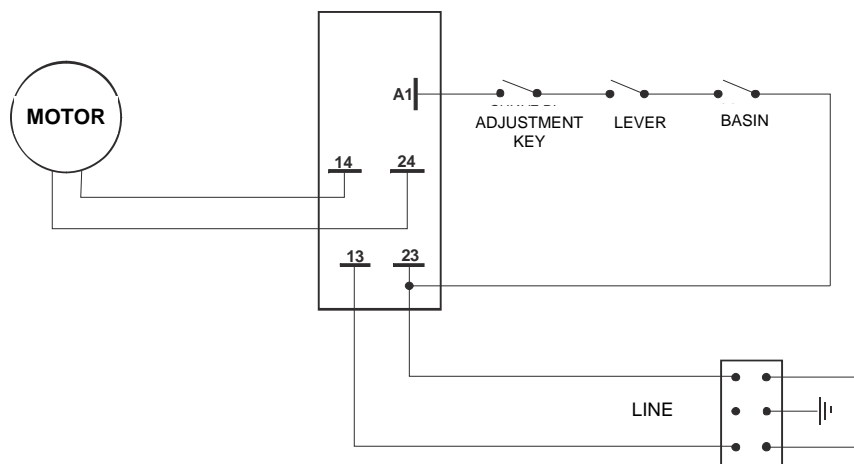 MOTOR
A1
ADJUSTMENT
KEY
LEVER
BASIN
14
24
13
23
LINE